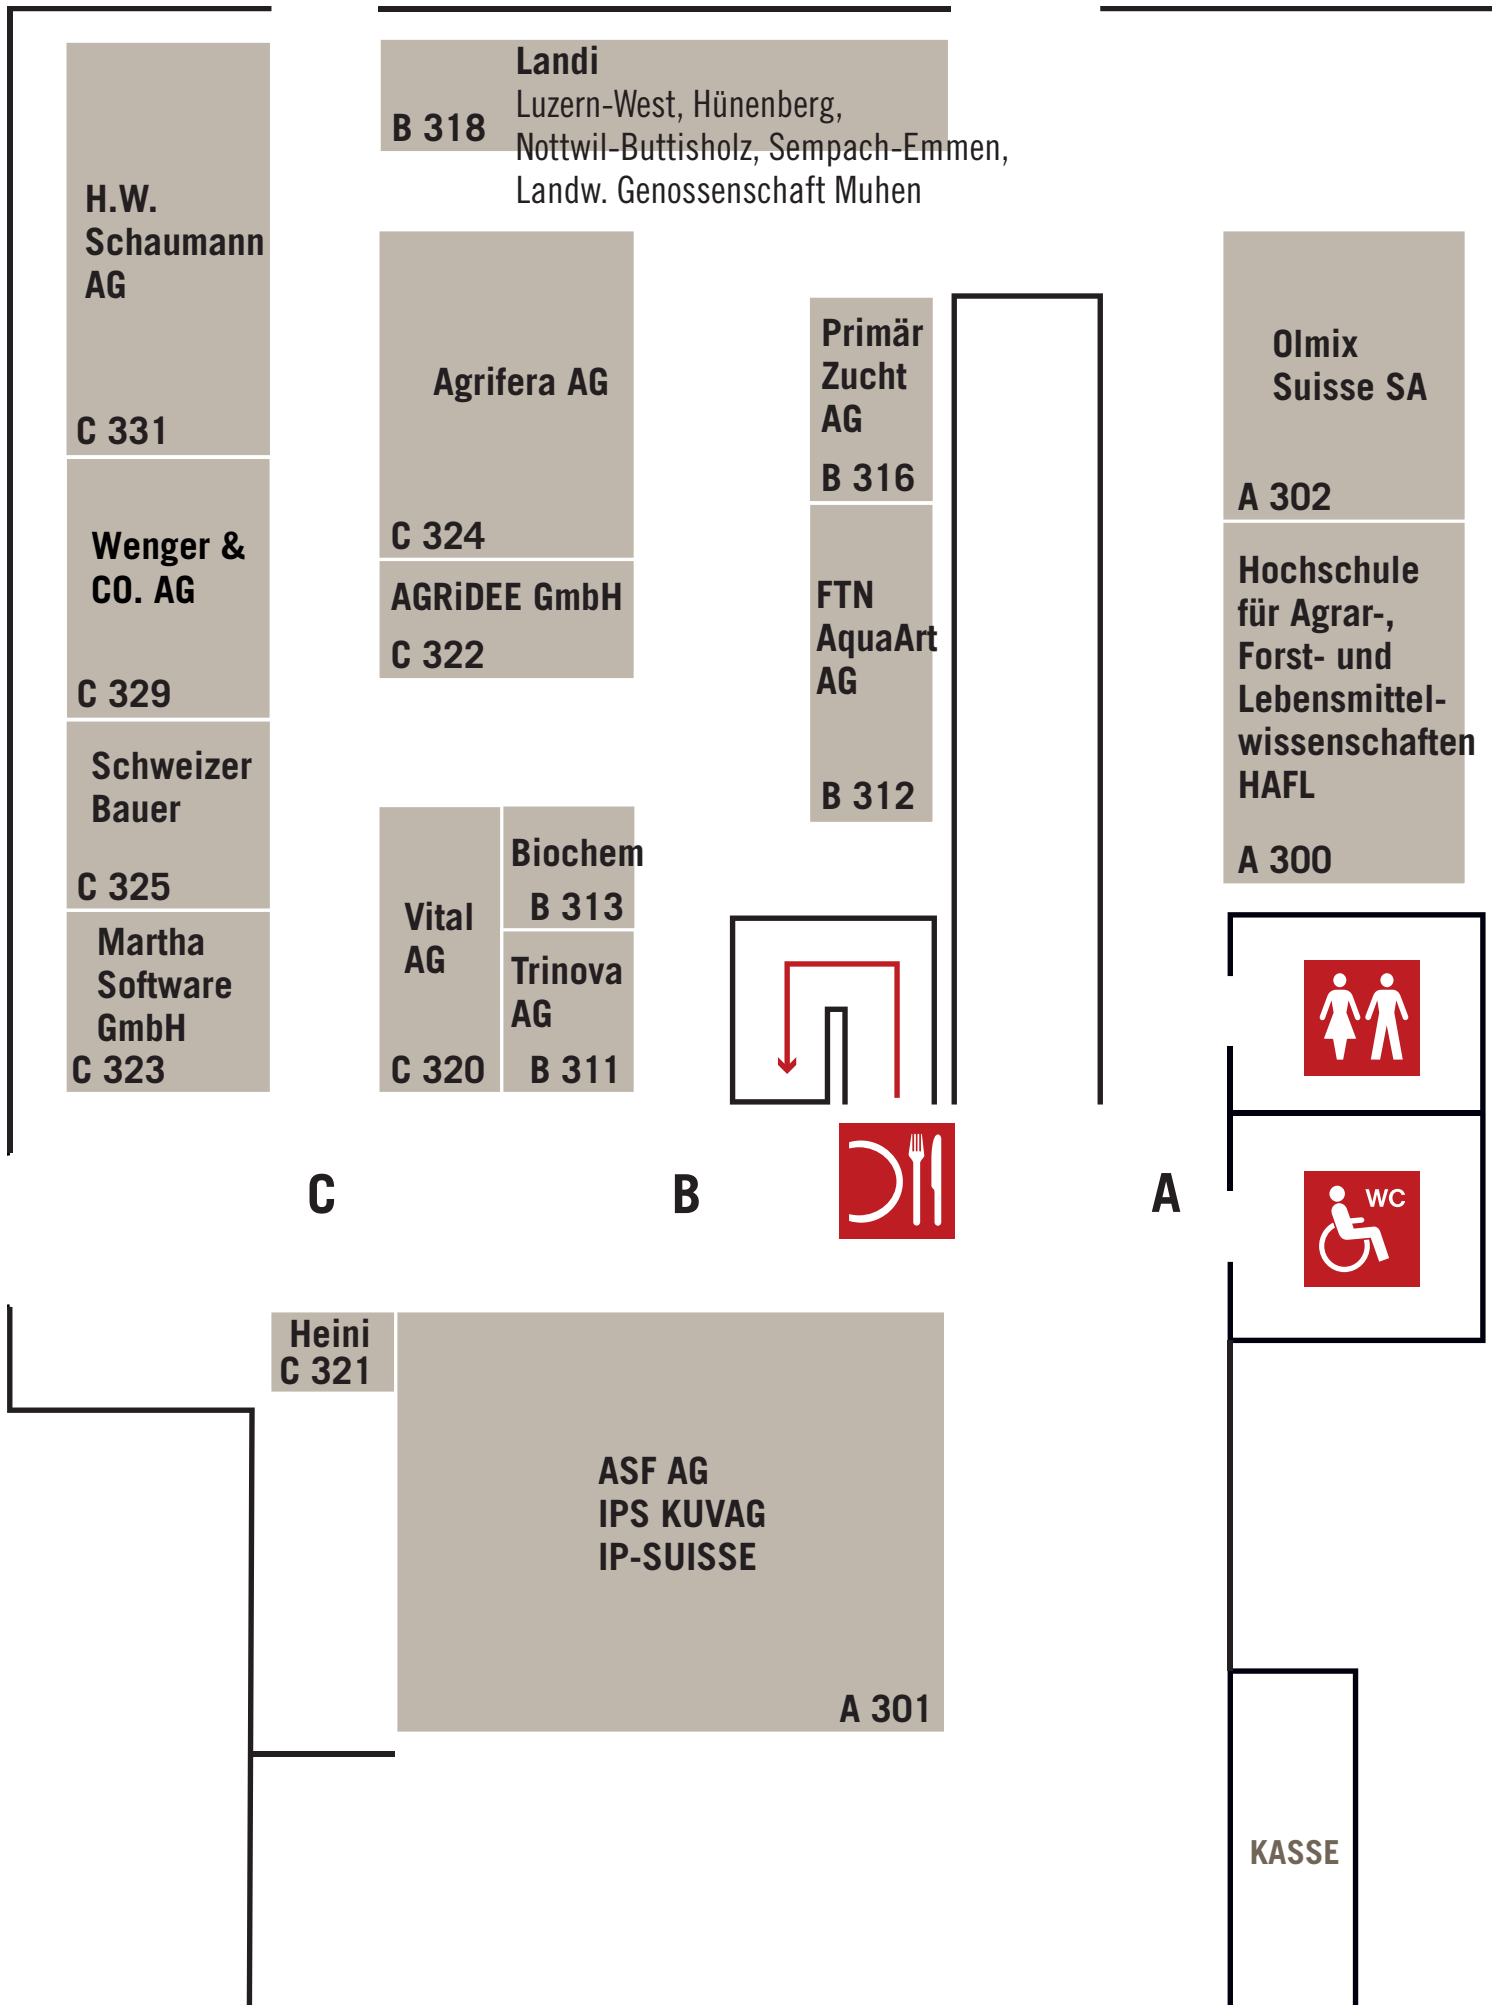 Landi
Luzern-West, Hünenberg,
Nottwil-Buttisholz, Sempach-Emmen,
Landw. Genossenschaft Muhen
B 318
H.W.
Schaumann
AG
C 331
Wenger &
CO. AG
C 329
Schweizer
Bauer
C 325
Martha
Software
GmbH
C 323
Agrifera AG
C 324
AGRiDEE GmbH
C 322
Vital
AG
C 320
Biochem
B 313
Trinova
AG
B 311
Primär
Zucht
AG
B 316
FTN
AquaArt
AG
B 312
Olmix
Suisse SA
A 302
Hochschule
für Agrar-,
Forst- und
Lebensmittel-
wissenschaften
HAFL
A 300
C
B
A
WC
Heini
C 321
ASF AG
IPS KUVAG
IP-SUISSE
A 301
KASSE